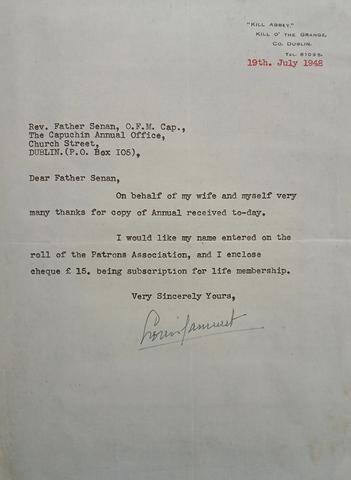 "KILL ABBEY."
KILL O' THE GRANGE,
CO. DUBLIN.
TEL. 81095.
19th. July 1948
Rev. Father Senan, O.F.M. Cap.,
The Capuchin Annual Office,
Church Street,
DUBLIN.(P.O. Box I05),
Dear Father Senan,
On behalf of my wife and myself very
many thanks for copy of Annual received to-day.
I would like my name entered on the
roll of the Patrons Association, and I enclose
cheque £ 15. being subscription for life membership.
Very Sincerely Yours,